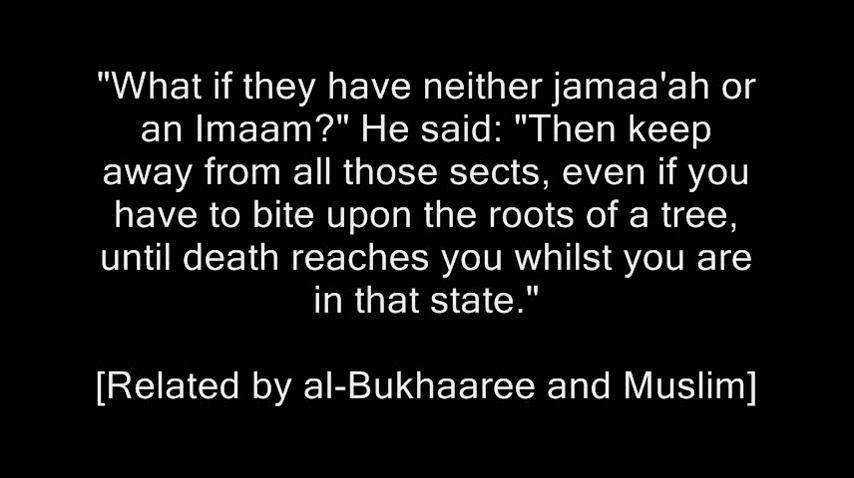 "What if they have neither jamaa'ah or
an Imaam?" He said: "Then keep
away from all those sects, even if you
have to bite upon the roots of a tree,
until death reaches you whilst you are
in that state."
[Related by al-Bukhaaree and Muslim]